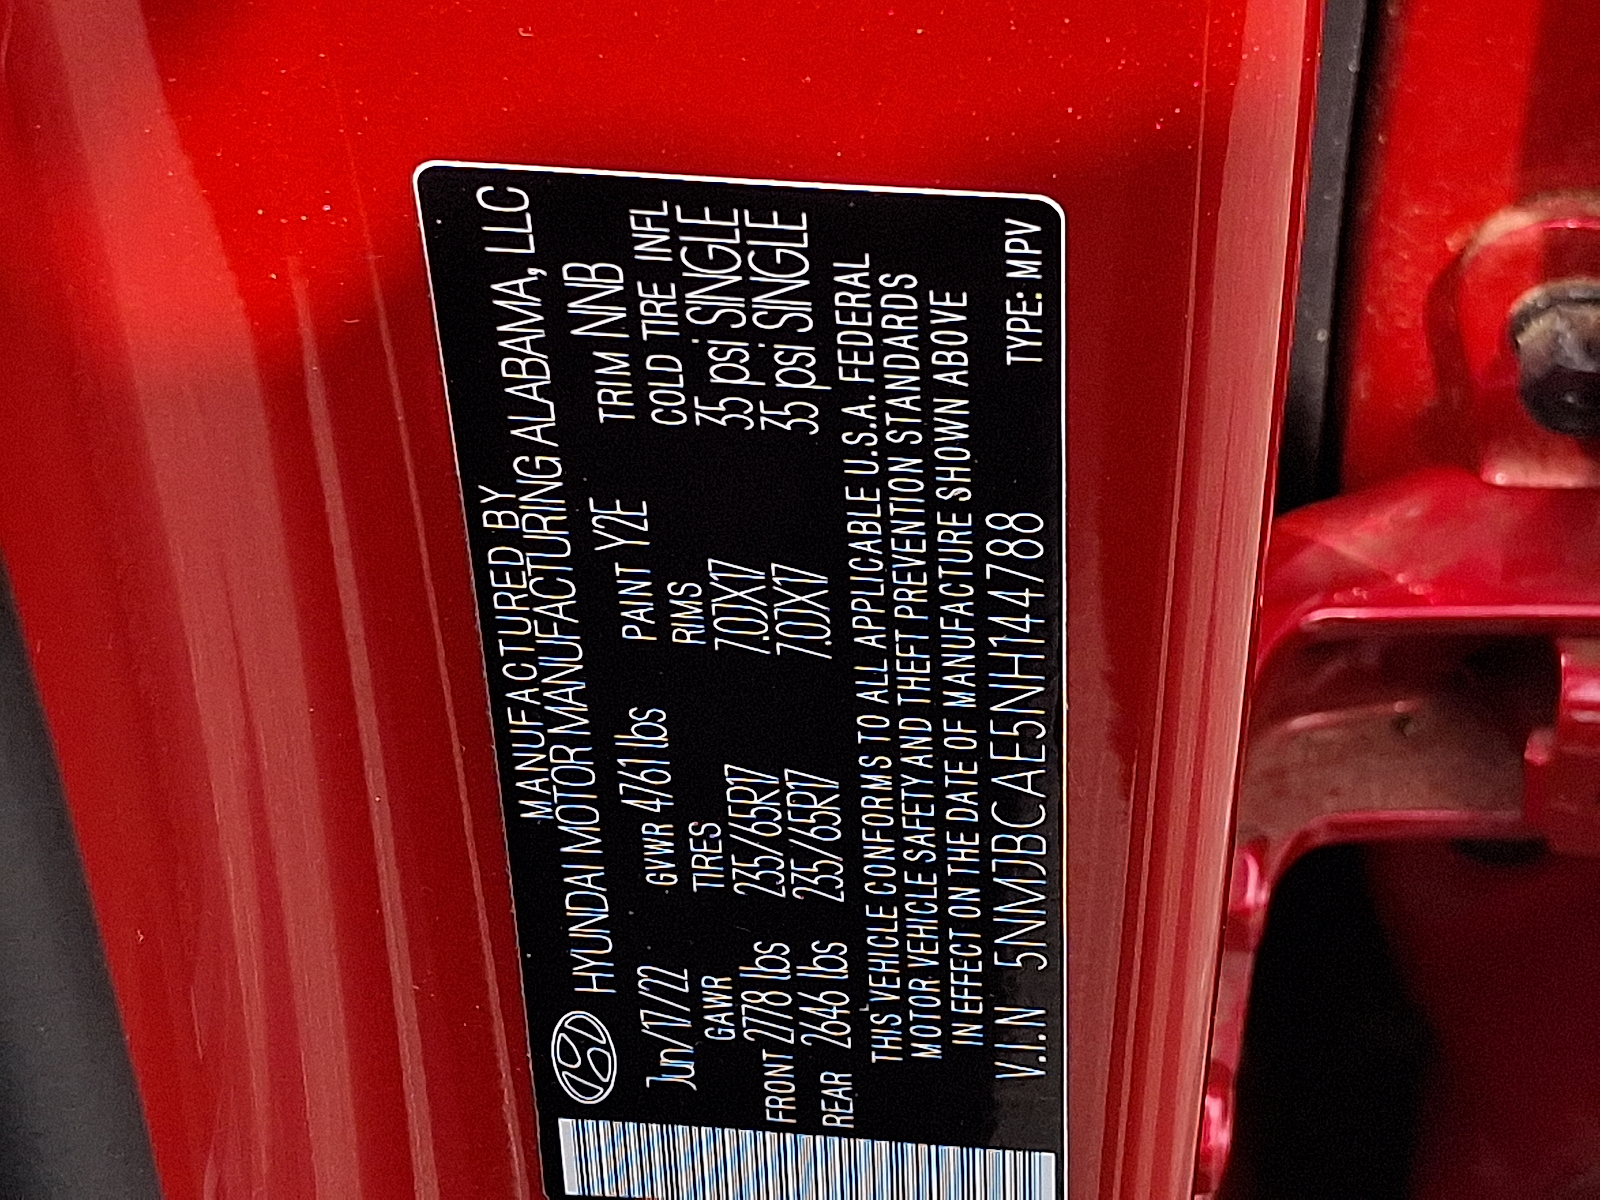 MANUFACTURED BY
HYUNDAI MOTOR MANUFACTURING ALABAMA, LLC
Jun/17/22 GVWR 4761 lbs PAINT Y2E TRIM NNB
GAWR TIRES RIMS COLD TIRE INFL
FRONT 2778 lbs 235/65R17 7.0JX17 35 psi SINGLE
REAR 2646 lbs 235/65R17 7.0JX17 35 psi SINGLE
THIS VEHICLE CONFORMS TO ALL APPLICABLE U.S.A. FEDERAL
MOTOR VEHICLE SAFETY AND THEFT PREVENTION STANDARDS
IN EFFECT ON THE DATE OF MANUFACTURE SHOWN ABOVE
V.I.N 5NMJBCAE5NH144788 TYPE: MPV